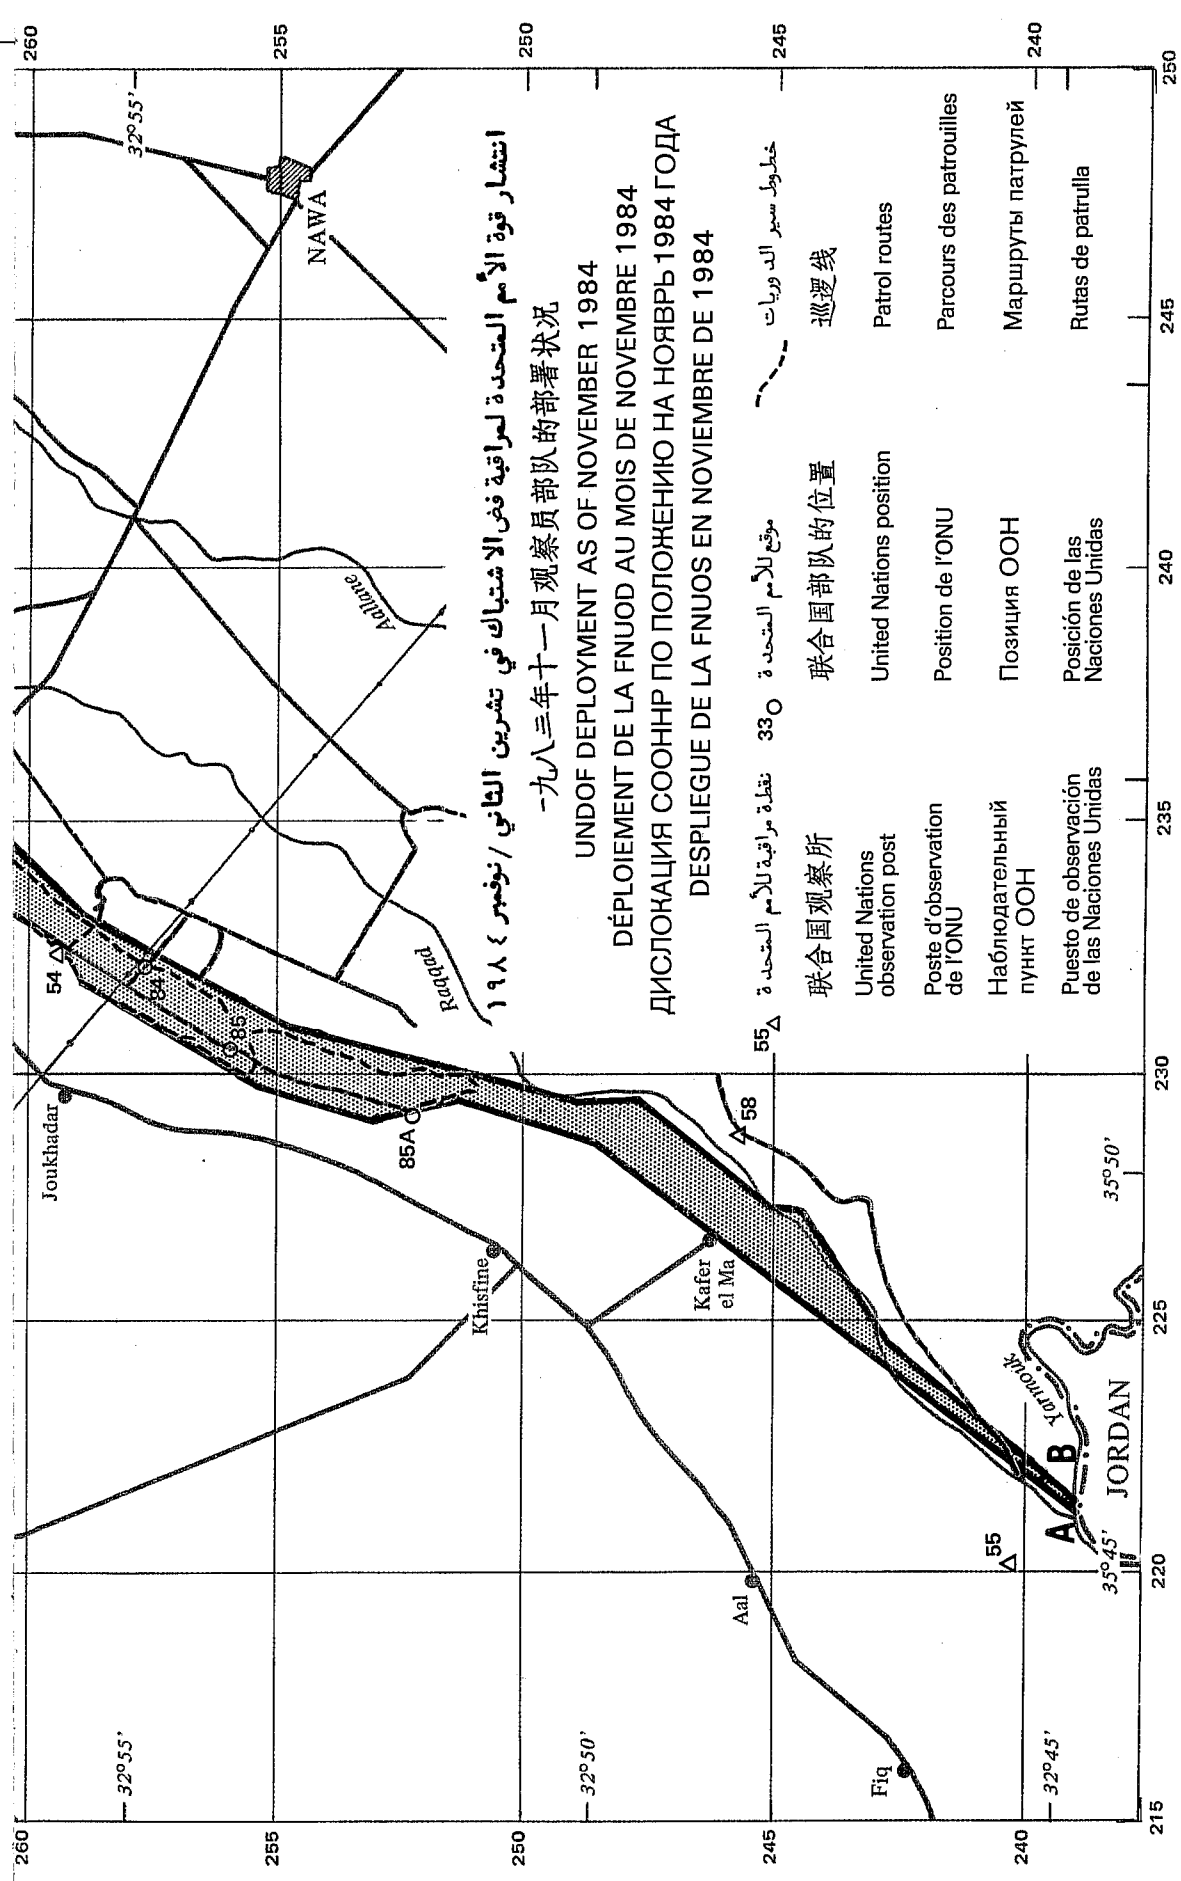 260
255
250
245
240
32°55'
250
NAWA
انتشار قوة الأمم المتحدة لمراقبة فض الاشتباك في تشرين الثاني / نوفمبر ١٩٨٤
一九八三年十一月观察员部队的部署状况
UNDOF DEPLOYMENT AS OF NOVEMBER 1984
DÉPLOIEMENT DE LA FNUOD AU MOIS DE NOVEMBRE 1984
ДИСЛОКАЦИЯ СООННР ПО ПОЛОЖЕНИЮ НА НОЯВРЬ 1984 ГОДА
DESPLIEGUE DE LA FNUOS EN NOVIEMBRE DE 1984
55
نقطة مراقبة للأمم المتحدة
联合国观察所
United Nations
observation post
Poste d'observation
de l'ONU
Наблюдательный
пункт ООН
Puesto de observación
de las Naciones Unidas
33
موقع للأمم المتحدة
联合国部队的位置
United Nations position
Position de l'ONU
Позиция ООН
Posición de las
Naciones Unidas
خطوط سير الدوريات
巡逻线
Patrol routes
Parcours des patrouilles
Маршруты патрулей
Rutas de patrulla
245
240
235
230
225
220
215
Aallane
Raqqad
54
84
85
85A
58
55
Joukhadar
Khisfine
Kafer
el Ma
Aal
Fiq
Yarmouk
JORDAN
A
B
35°50'
35°45'
32°55'
32°50'
32°45'
260
255
250
245
240